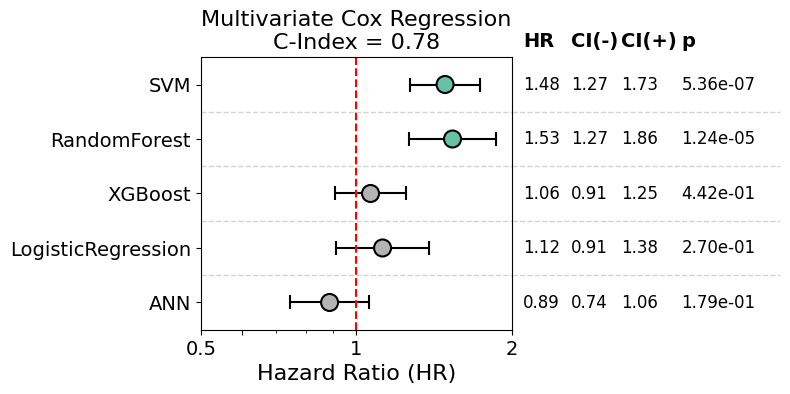 Multivariate Cox Regression
C-Index = 0.78
HR CI(-) CI(+) p
SVM 1.48 1.27 1.73 5.36e-07
RandomForest 1.53 1.27 1.86 1.24e-05
XGBoost 1.06 0.91 1.25 4.42e-01
LogisticRegression 1.12 0.91 1.38 2.70e-01
ANN 0.89 0.74 1.06 1.79e-01
0.5 1 2
Hazard Ratio (HR)